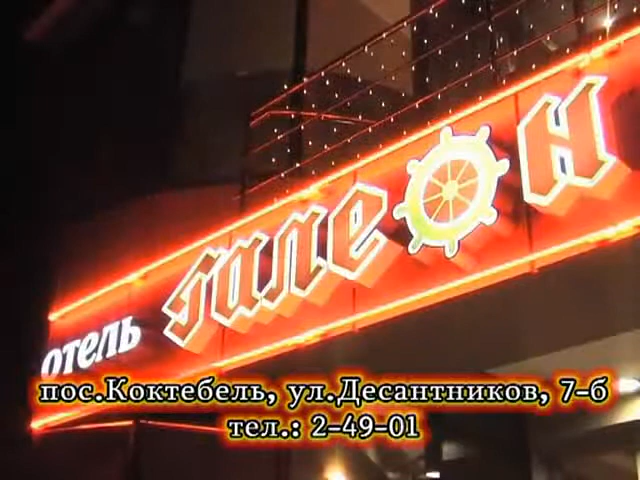 отель галеон
пос.Коктебель, ул.Десантников, 7-б
тел.: 2-49-01